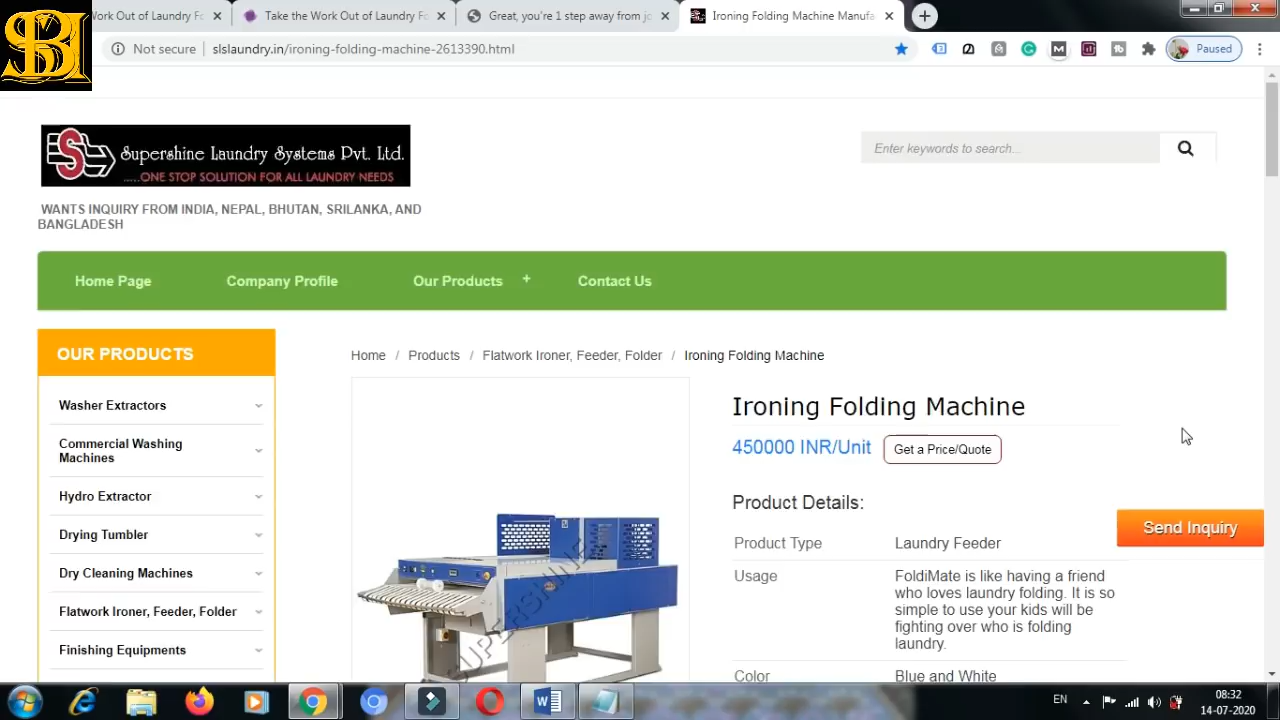 Work Out of Laundry F
Take the Work Out of Laundry F
Great, you're 1 step away from jo
Ironing Folding Machine Manufa
Not secure
slslaundry.in/ironing-folding-machine-2613390.html
Paused
Supershine Laundry Systems Pvt. Ltd.
......ONE STOP SOLUTION FOR ALL LAUNDRY NEEDS
Enter keywords to search...
WANTS INQUIRY FROM INDIA, NEPAL, BHUTAN, SRILANKA, AND
BANGLADESH
Home Page
Company Profile
Our Products +
Contact Us
OUR PRODUCTS
Washer Extractors
Commercial Washing
Machines
Hydro Extractor
Drying Tumbler
Dry Cleaning Machines
Flatwork Ironer, Feeder, Folder
Finishing Equipments
Home / Products / Flatwork Ironer, Feeder, Folder / Ironing Folding Machine
SUPERSHINE
Ironing Folding Machine
450000 INR/Unit
Get a Price/Quote
Product Details:
Product Type Laundry Feeder
Usage FoldiMate is like having a friend
who loves laundry folding. It is so
simple to use your kids will be
fighting over who is folding
laundry.
Color Blue and White
Send Inquiry
EN
08:32
14-07-2020